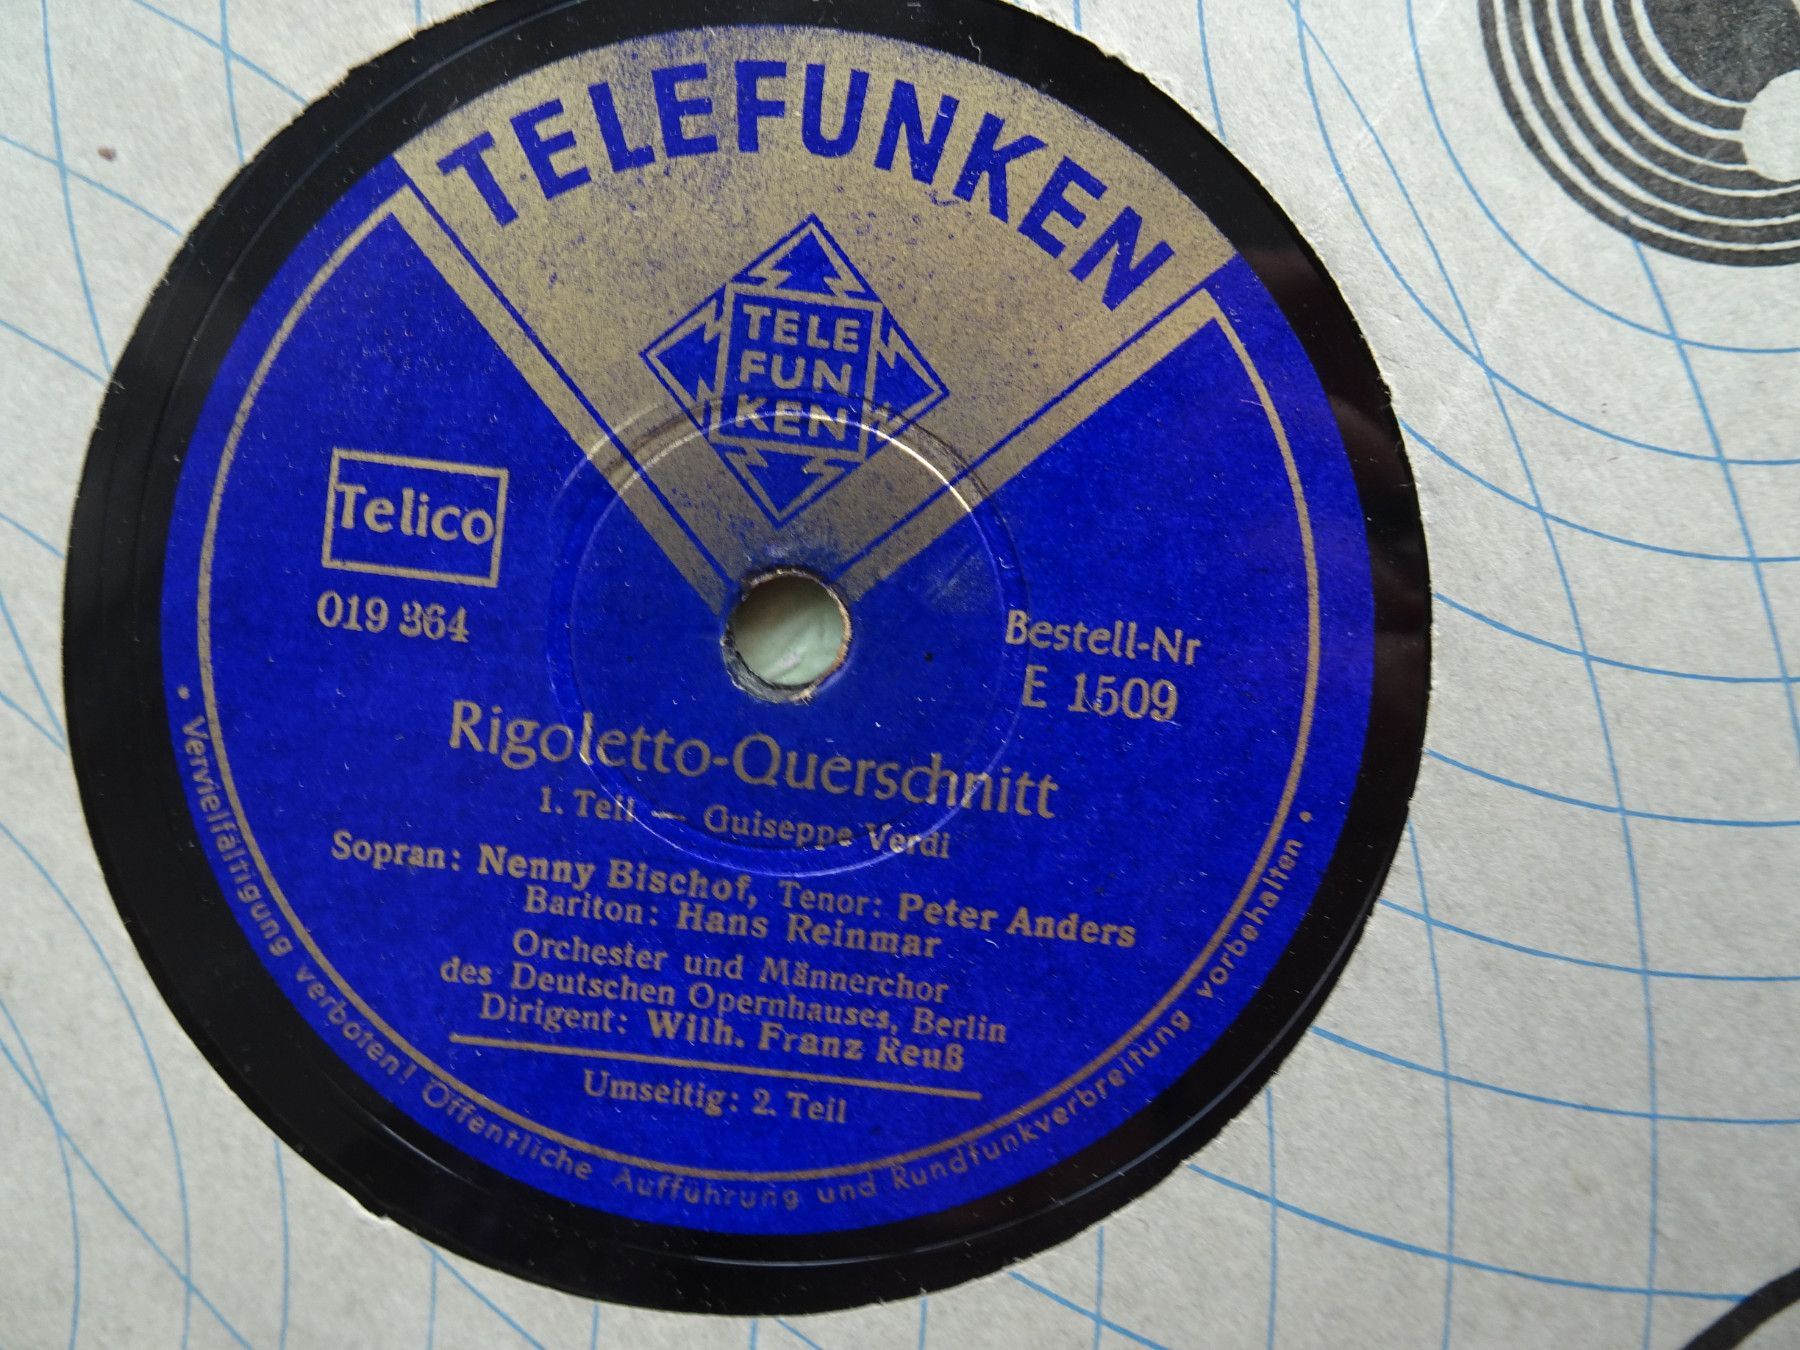 TELEFUNKEN
TELE
FUN
KEN
Telico
019 364
Bestell-Nr
E 1509
Rigoletto-Querschnitt
1. Teil — Guiseppe Verdi
Sopran: Nenny Bischof, Tenor: Peter Anders
Bariton: Hans Reinmar
Orchester und Männerchor
des Deutschen Opernhauses, Berlin
Dirigent: Wilh. Franz Reuß
Umseitig: 2. Teil
• Vervielfältigung verboten! Öffentliche Aufführung und Rundfunkverbreitung vorbehalten •